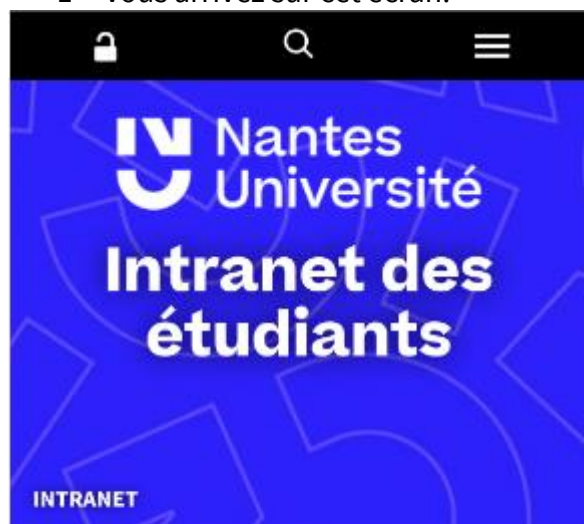 Nantes
Université
Intranet des
étudiants
INTRANET